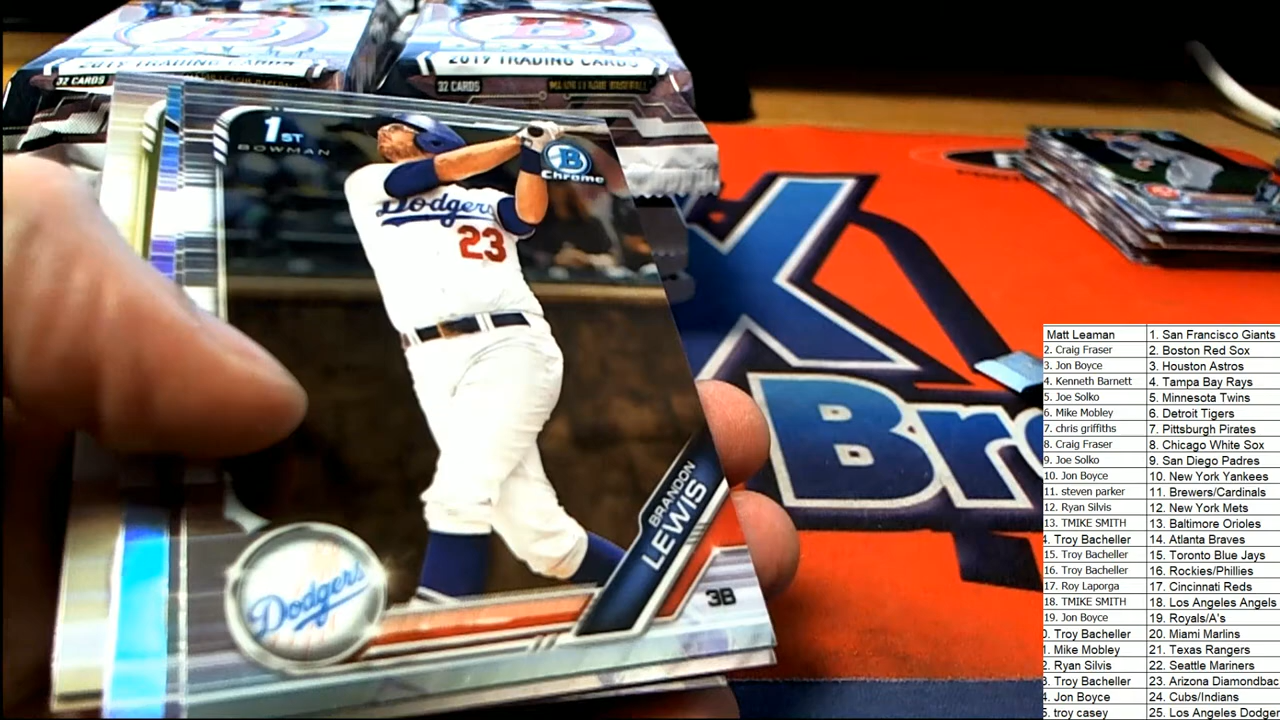 2019 TRADING CARDS
32 CARDS
2019 TRADING CARDS
32 CARDS
MAJOR LEAGUE BASEBALL
1ST
BOWMAN
B
Chrome
Dodgers
23
BRANDON
LEWIS
3B
Dodgers
X
Bre
Matt Leaman 1. San Francisco Giants
2. Craig Fraser 2. Boston Red Sox
3. Jon Boyce 3. Houston Astros
4. Kenneth Barnett 4. Tampa Bay Rays
5. Joe Solko 5. Minnesota Twins
6. Mike Mobley 6. Detroit Tigers
7. chris griffiths 7. Pittsburgh Pirates
8. Craig Fraser 8. Chicago White Sox
9. Joe Solko 9. San Diego Padres
10. Jon Boyce 10. New York Yankees
11. steven parker 11. Brewers/Cardinals
12. Ryan Silvis 12. New York Mets
13. TMIKE SMITH 13. Baltimore Orioles
4. Troy Bacheller 14. Atlanta Braves
15. Troy Bacheller 15. Toronto Blue Jays
16. Troy Bacheller 16. Rockies/Phillies
17. Roy Laporga 17. Cincinnati Reds
18. TMIKE SMITH 18. Los Angeles Angels
19. Jon Boyce 19. Royals/A's
0. Troy Bacheller 20. Miami Marlins
1. Mike Mobley 21. Texas Rangers
2. Ryan Silvis 22. Seattle Mariners
3. Troy Bacheller 23. Arizona Diamondbac
4. Jon Boyce 24. Cubs/Indians
5. troy casey 25. Los Angeles Dodger